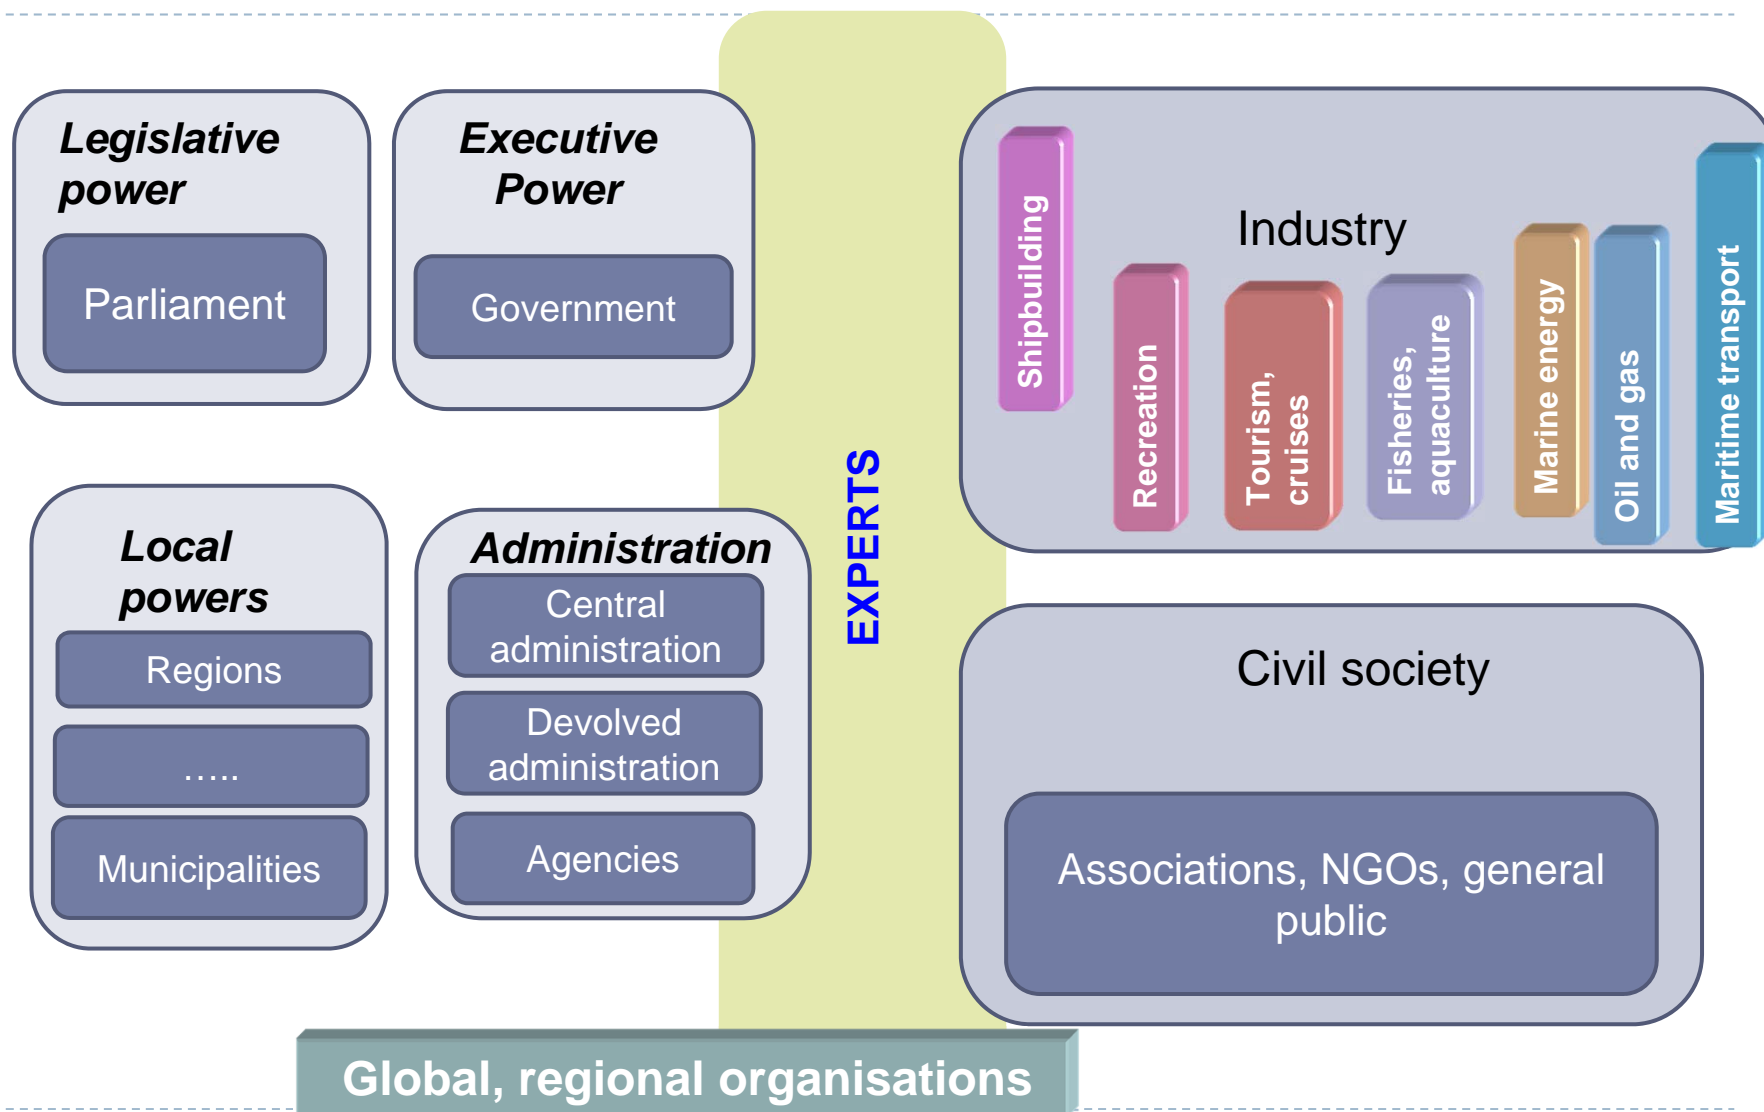 Legislative
power
Parliament
Executive
Power
Government
Local
powers
Regions
.....
Municipalities
Administration
Central
administration
Devolved
administration
Agencies
EXPERTS
Industry
Shipbuilding
Recreation
Tourism,
cruises
Fisheries,
aquaculture
Marine energy
Oil and gas
Maritime transport
Civil society
Associations, NGOs, general
public
Global, regional organisations